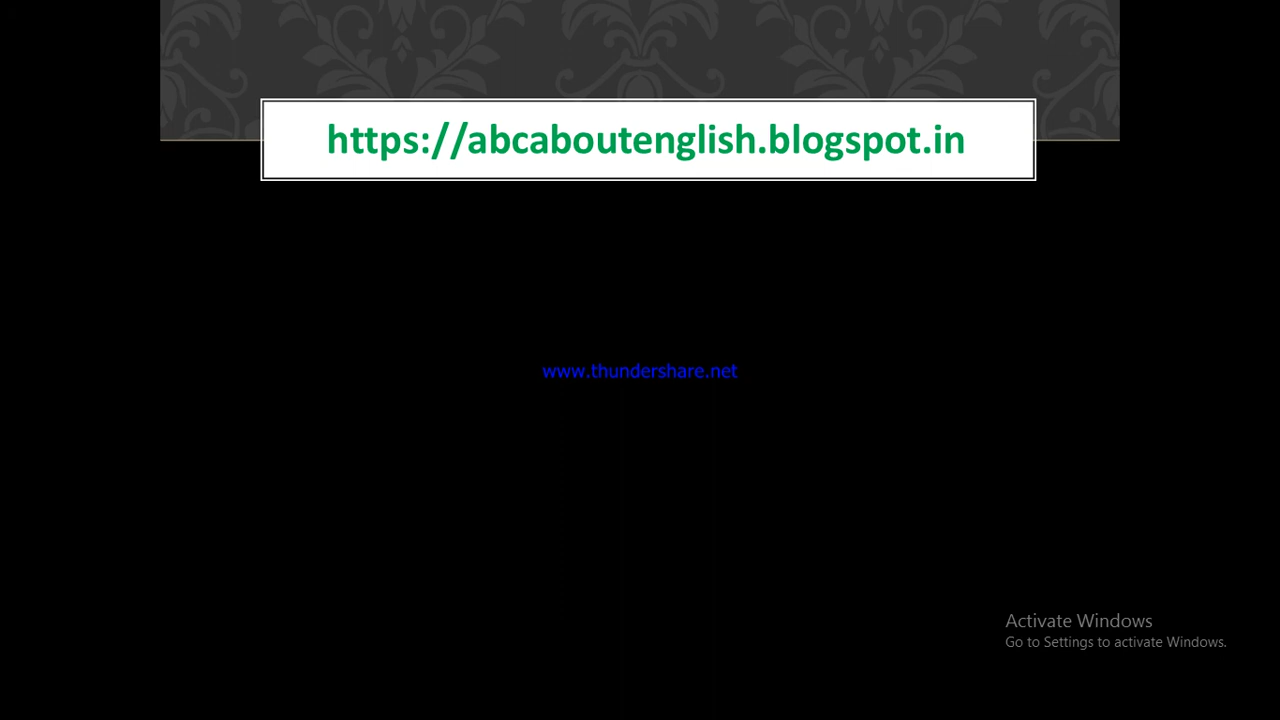 https://abcaboutenglish.blogspot.in
www.thundershare.net
Activate Windows
Go to Settings to activate Windows.